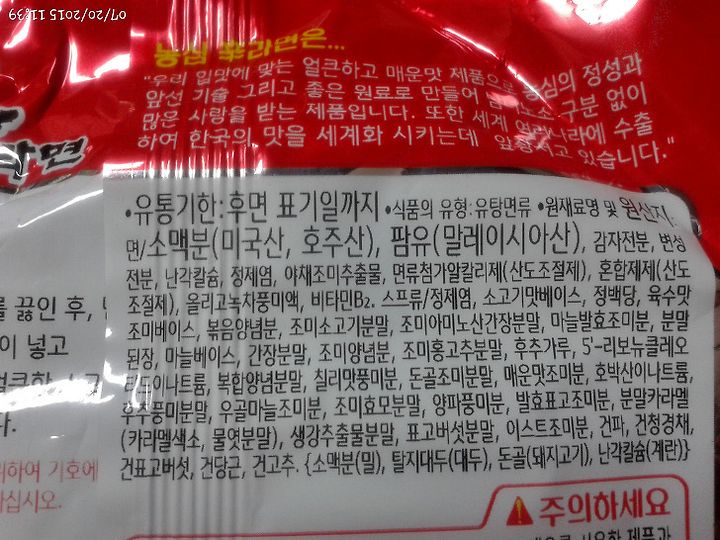 07/20/2015 11:39
농심 辛라면은...
"우리 입맛에 맞는 얼큰하고 매운맛 제품으로 농심의 정성과
앞선 기술 그리고 좋은 원료로 만들어 구분 없이
많은 사랑을 받는 제품입니다. 또한 세계 여러나라에 수출
하여 한국의 맛을 세계화 시키는데 앞장서고 있습니다."
라면
•유통기한:후면 표기일까지 •식품의 유형:유탕면류 •원재료명 및 원산지:
면/소맥분(미국산, 호주산), 팜유(말레이시아산), 감자전분, 변성
전분, 난각칼슘, 정제염, 야채조미추출물, 면류첨가알칼리제(산도조절제), 혼합제제(산도
조절제), 올리고녹차풍미액, 비타민B₂. 스프류/정제염, 소고기맛베이스, 정백당, 육수맛
조미베이스, 볶음양념분, 조미소고기분말, 조미아미노산간장분말, 마늘발효조미분, 분말
된장, 마늘베이스, 간장분말, 조미양념분, 조미홍고추분말, 후추가루, 5'-리보뉴클레오
티드이나트륨, 복합양념분말, 칠리맛풍미분, 돈골조미분말, 매운맛조미분, 호박산이나트륨,
후추풍미분말, 우골마늘조미분, 조미효모분말, 양파풍미분, 발효표고조미분, 분말카라멜
(카라멜색소, 물엿분말), 생강추출물분말, 표고버섯분말, 이스트조미분, 건파, 건청경채,
건표고버섯, 건당근, 건고추. {소맥분(밀), 탈지대두(대두), 돈골(돼지고기), 난각칼슘(계란)}
를 끓인 후,
이 넣고
다.
위하여 기호에
하십시오.
주의하세요